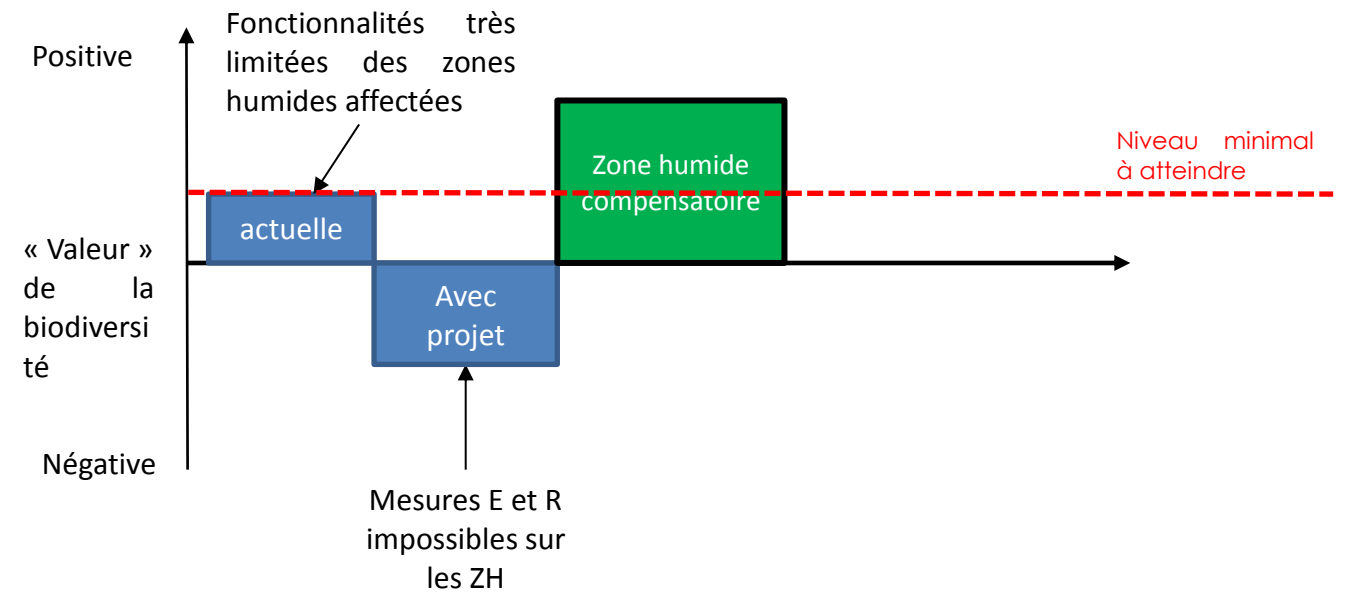 Positive
Fonctionnalités très
limitées des zones
humides affectées
Zone humide
compensatoire
Niveau minimal
à atteindre
actuelle
« Valeur »
de la
biodiversi
té
Avec
projet
Négative
Mesures E et R
impossibles sur
les ZH